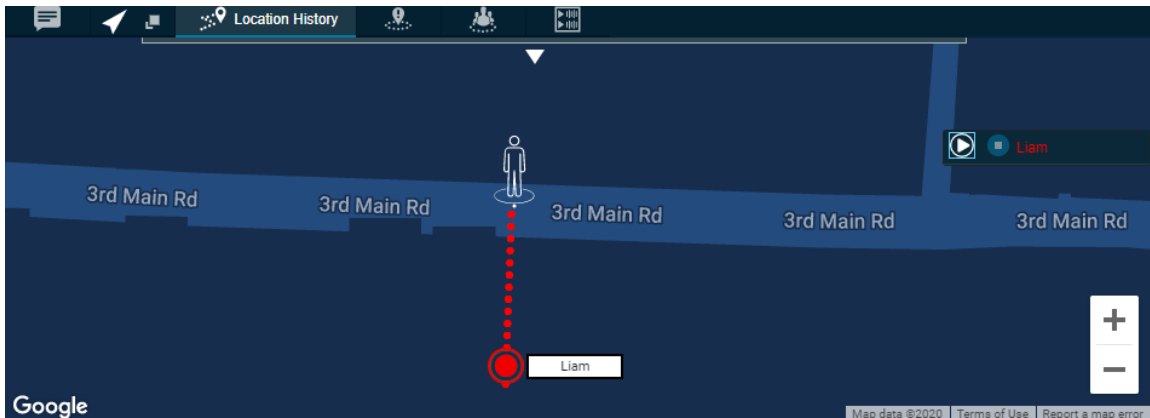 Location History
Liam
3rd Main Rd
3rd Main Rd
3rd Main Rd
3rd Main Rd
3rd Main Rd
Liam
Google
Map data ©2020 Terms of Use Report a map error